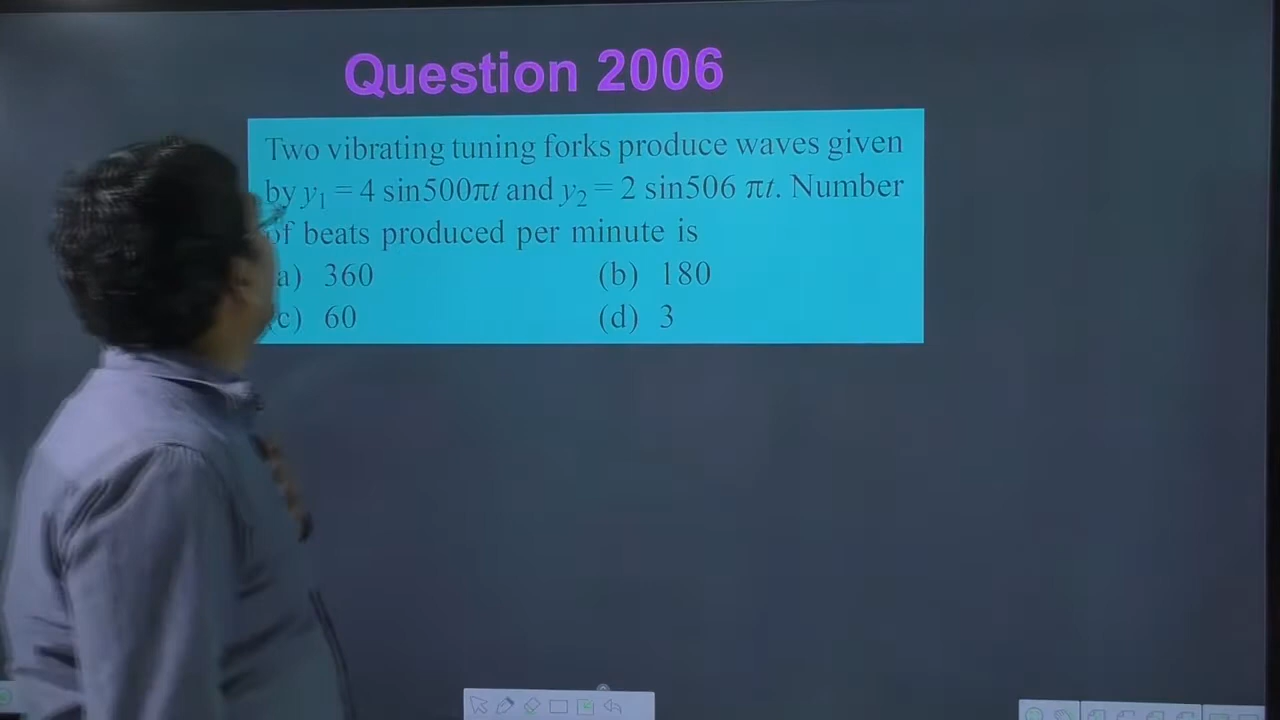 Question 2006
Two vibrating tuning forks produce waves given
by y₁ = 4 sin500πt and y₂ = 2 sin506 πt. Number
of beats produced per minute is
a) 360 (b) 180
c) 60 (d) 3